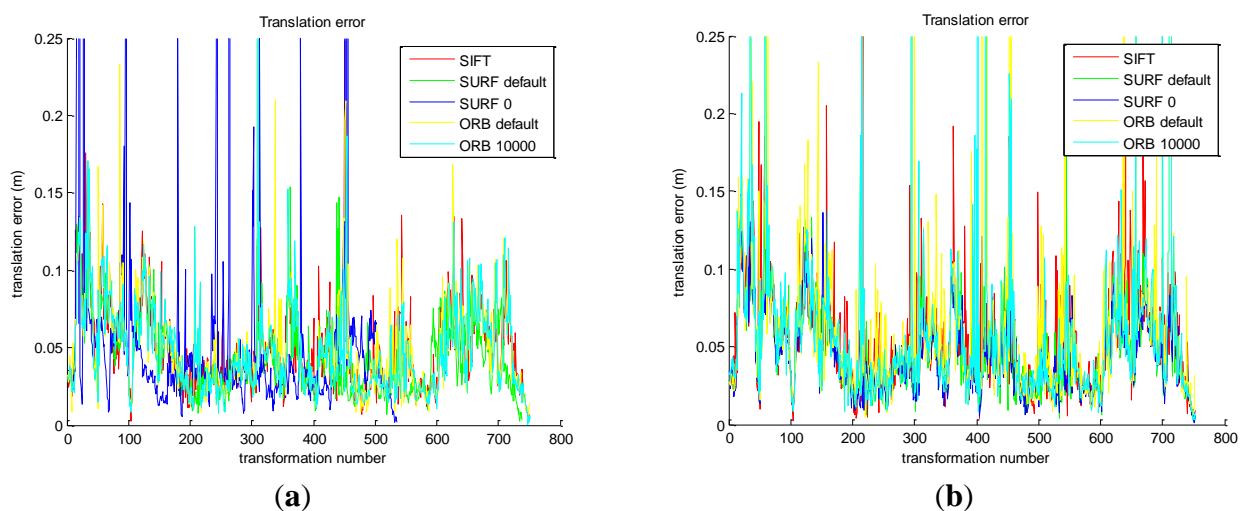 Translation error
0.25
0.2
0.15
0.1
0.05
0
translation error (m)
SIFT
SURF default
SURF 0
ORB default
ORB 10000
0 100 200 300 400 500 600 700 800
transformation number
(a)
Translation error
0.25
0.2
0.15
0.1
0.05
0
translation error (m)
SIFT
SURF default
SURF 0
ORB default
ORB 10000
0 100 200 300 400 500 600 700 800
transformation number
(b)